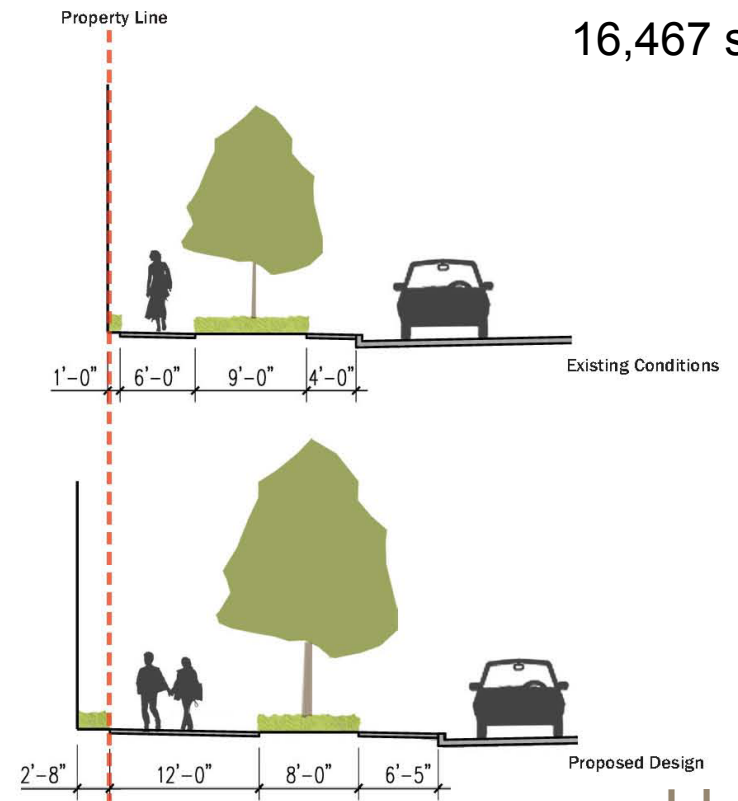 Property Line
16,467 s
Existing Conditions
1'-0" 6'-0" 9'-0" 4'-0"
Proposed Design
2'-8" 12'-0" 8'-0" 6'-5"